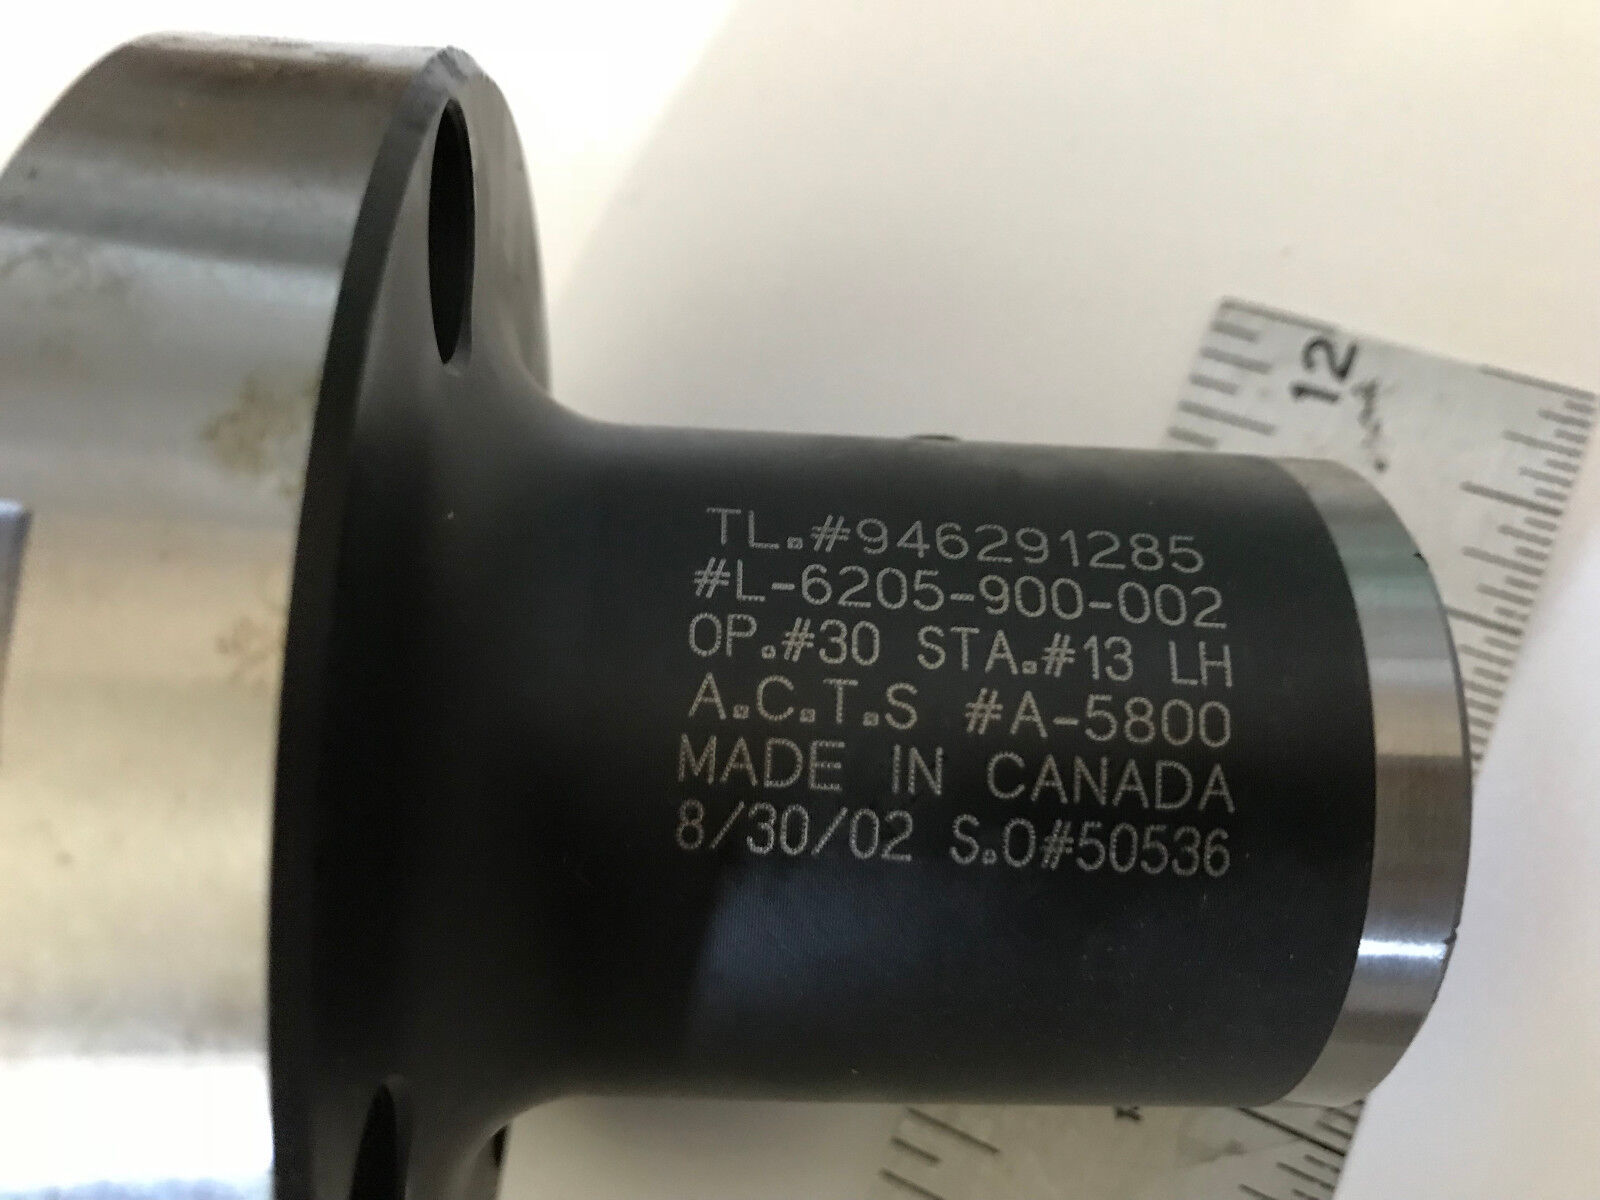 TL.#946291285
#L-6205-900-002
OP.#30 STA.#13 LH
A.C.T.S #A-5800
MADE IN CANADA
8/30/02 S.O#50536
12